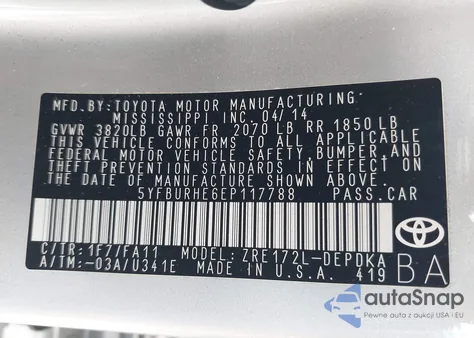 MFD.BY:TOYOTA MOTOR MANUFACTURING
MISSISSIPPI INC. 04/14
GVWR 3820LB GAWR FR 2070 LB RR 1850 LB
THIS VEHICLE CONFORMS TO ALL APPLICABLE
FEDERAL MOTOR VEHICLE SAFETY, BUMPER, AND
THEFT PREVENTION STANDARDS IN EFFECT ON
THE DATE OF MANUFACTURE SHOWN ABOVE.
5YFBURHE6EP117788 PASS.CAR
C/TR:1F7/FA11 MODEL:ZRE172L-DEPDKA
A/TM:-03A/U341E MADE IN U.S.A. 419 BA
TOYOTA
autoSnap
Pewne auta z aukcji USA i EU